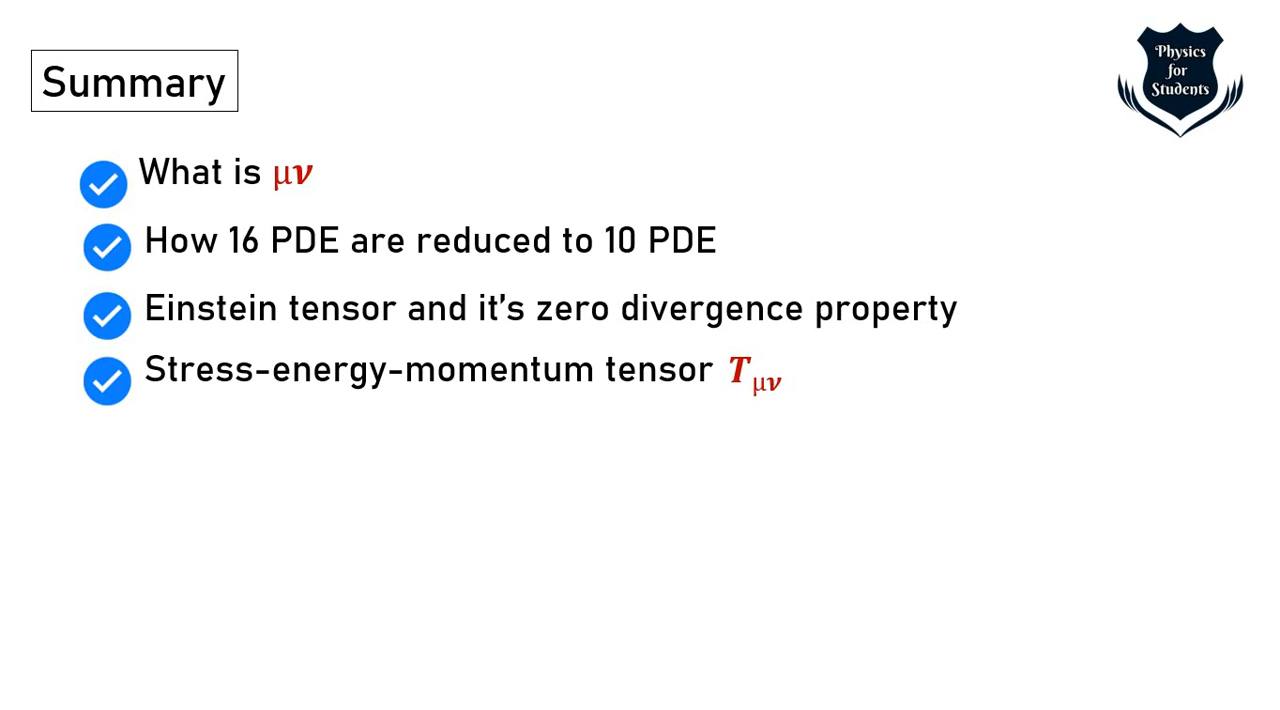 Summary
Physics
for
Students
What is μν
How 16 PDE are reduced to 10 PDE
Einstein tensor and it's zero divergence property
Stress-energy-momentum tensor Tμν